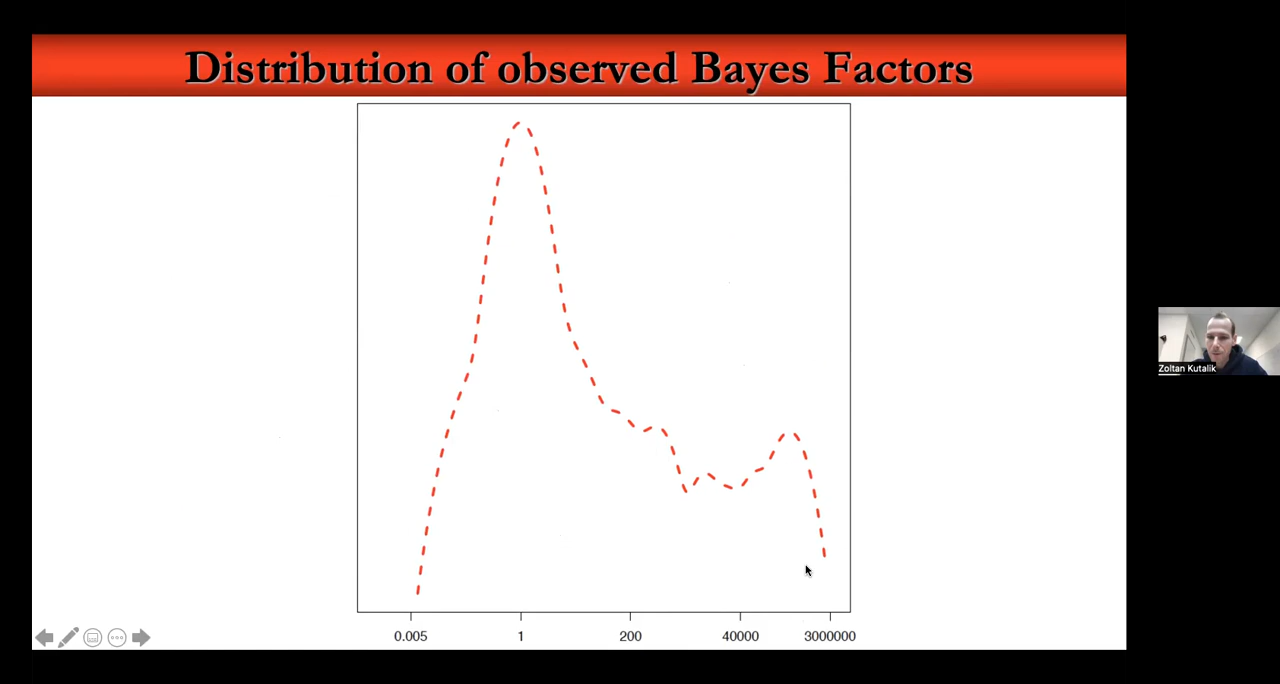 Distribution of observed Bayes Factors
Zoltan Kutalik
0.005 1 200 40000 3000000